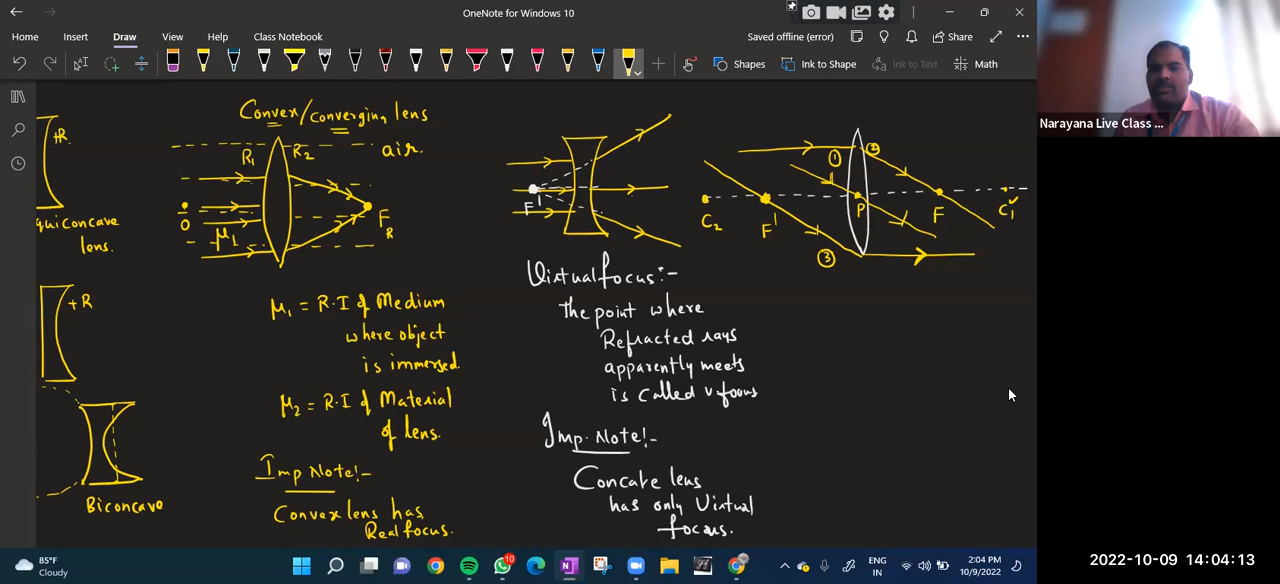 OneNote for Windows 10
Home Insert Draw View Help Class Notebook
Saved offline (error)
Share
Shapes
Ink to Shape
Ink to Text
Math
Narayana Live Class ...
+R
quiconcave
lens.
+R
Biconcave
Convex/converging lens
R1 R2 air.
O
μ1
F
R
μ1 = R.I of Medium
where object
is immersed.
μ2 = R.I of Material
of lens.
Imp Note!-
Convex lens has
Real focus.
F'
Virtual focus:-
the point where
Refracted rays
apparently meets
is called v.focus
Imp. Note!-
Concave lens
has only Virtual
focus.
① ②
C2 F' P F C1
③
85°F
Cloudy
10
ENG
IN
2:04 PM
10/9/2022
2022-10-09 14:04:13